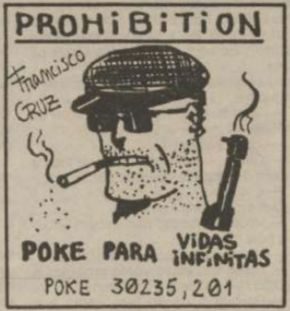 PROHiBiTiON
Francisco
CRUZ
POKE PARA ViDAS
iNFiNiTAS
POKE 30235,201